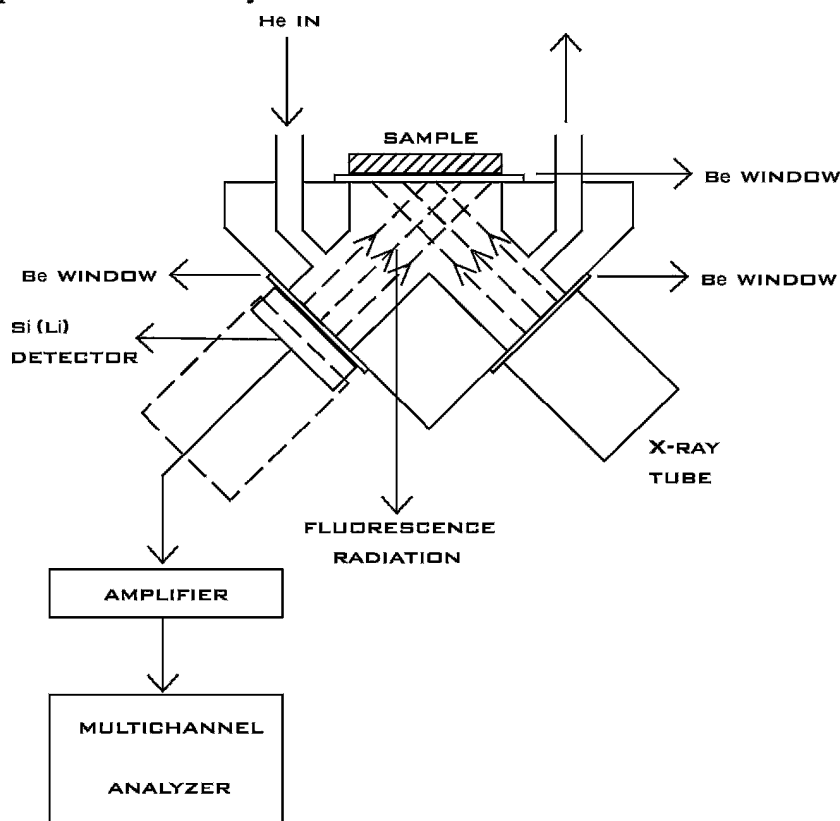 He IN
SAMPLE
Be WINDOW
Be WINDOW
Be WINDOW
Si (Li)
DETECTOR
X-RAY
TUBE
FLUORESCENCE
RADIATION
AMPLIFIER
MULTICHANNEL
ANALYZER